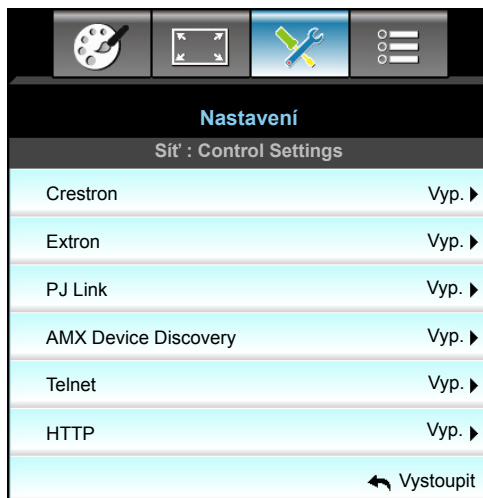 Nastavení
Síť : Control Settings
Crestron Vyp.
Extron Vyp.
PJ Link Vyp.
AMX Device Discovery Vyp.
Telnet Vyp.
HTTP Vyp.
Vystoupit